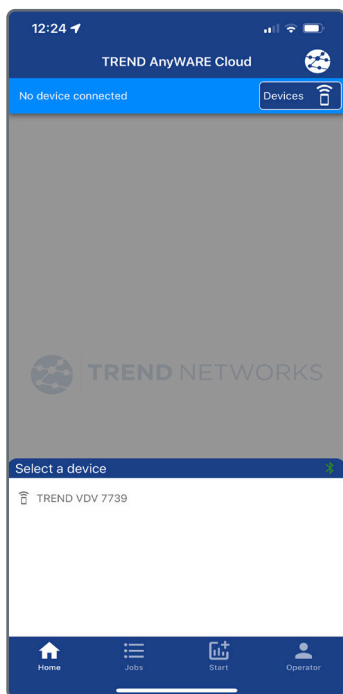 12:24
TREND AnyWARE Cloud
No device connected
Devices
TREND NETWORKS
Select a device
TREND VDV 7739
Home
Jobs
Start
Operator